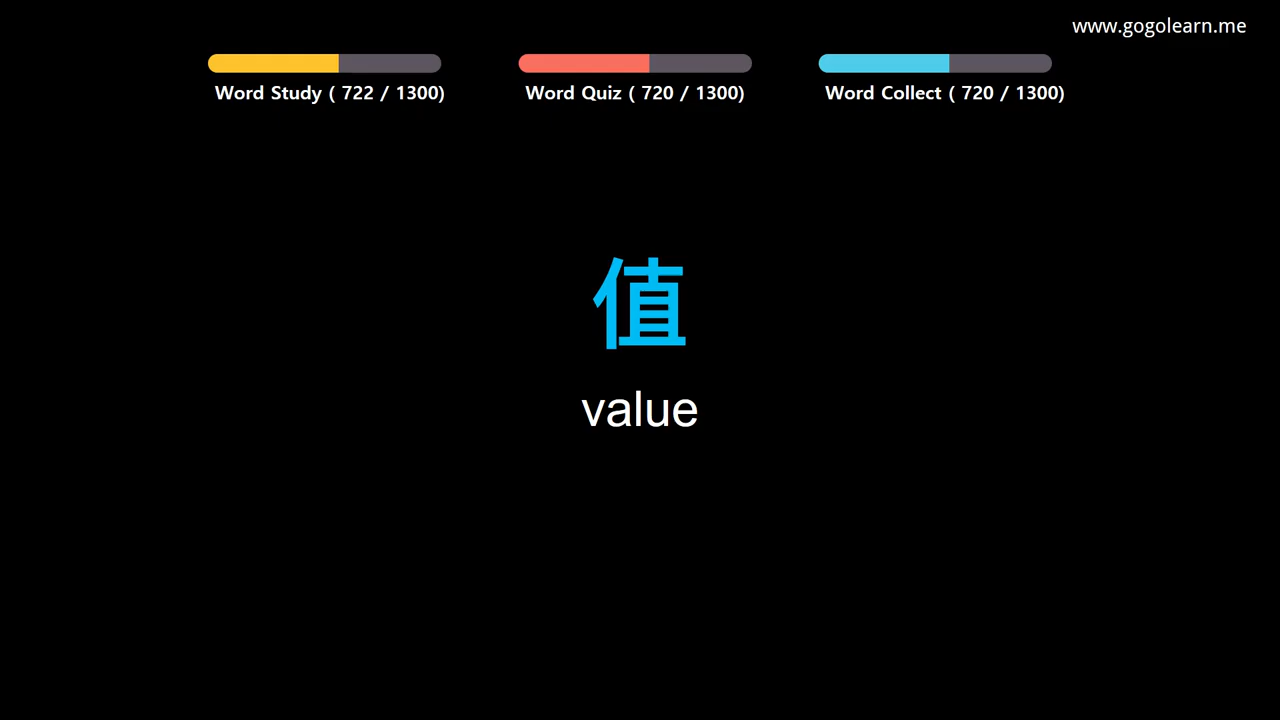 www.gogolearn.me
Word Study ( 722 / 1300)
Word Quiz ( 720 / 1300)
Word Collect ( 720 / 1300)
值
value